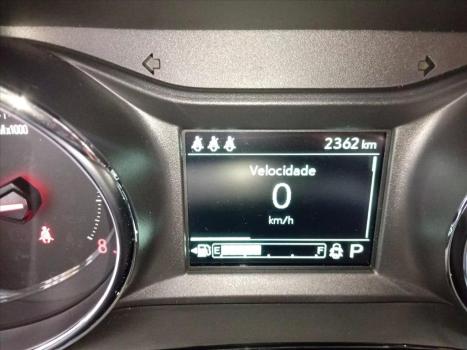 2362 km
x1000
Velocidade
0
km/h
8
E F P